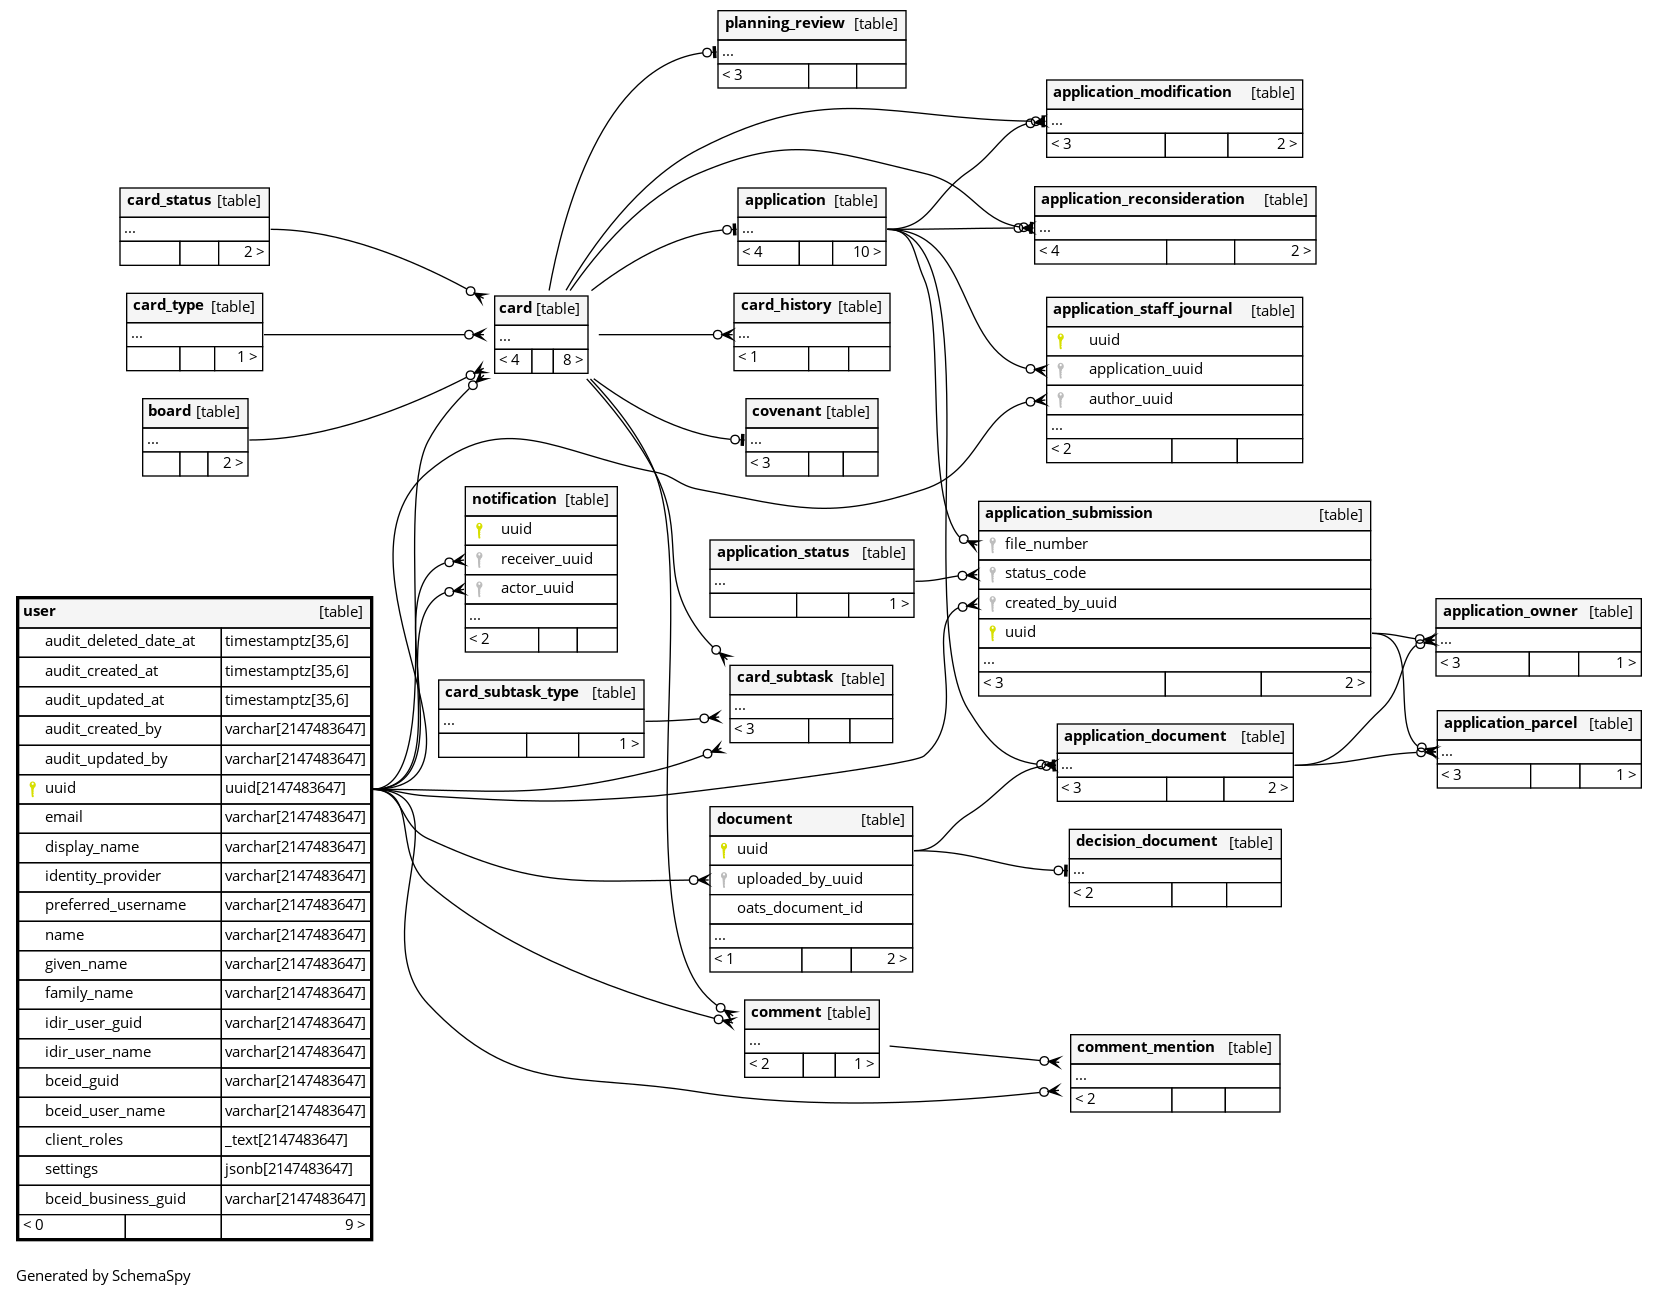 planning_review [table]
...
< 3
application_modification [table]
...
< 3 2 >
card_status [table]
...
2 >
application [table]
...
< 4 10 >
application_reconsideration [table]
...
< 4 2 >
card_type [table]
...
1 >
card [table]
...
< 4 8 >
card_history [table]
...
< 1
application_staff_journal [table]
uuid
application_uuid
author_uuid
...
< 2
board [table]
...
2 >
covenant [table]
...
< 3
notification [table]
uuid
receiver_uuid
actor_uuid
...
< 2
application_status [table]
...
1 >
application_submission [table]
file_number
status_code
created_by_uuid
uuid
...
< 3 2 >
application_owner [table]
...
< 3 1 >
card_subtask_type [table]
...
1 >
card_subtask [table]
...
< 3
application_document [table]
...
< 3 2 >
application_parcel [table]
...
< 3 1 >
document [table]
uuid
uploaded_by_uuid
oats_document_id
...
< 1 2 >
decision_document [table]
...
< 2
comment [table]
...
< 2 1 >
comment_mention [table]
...
< 2
user [table]
audit_deleted_date_at timestamptz[35,6]
audit_created_at timestamptz[35,6]
audit_updated_at timestamptz[35,6]
audit_created_by varchar[2147483647]
audit_updated_by varchar[2147483647]
uuid uuid[2147483647]
email varchar[2147483647]
display_name varchar[2147483647]
identity_provider varchar[2147483647]
preferred_username varchar[2147483647]
name varchar[2147483647]
given_name varchar[2147483647]
family_name varchar[2147483647]
idir_user_guid varchar[2147483647]
idir_user_name varchar[2147483647]
bceid_guid varchar[2147483647]
bceid_user_name varchar[2147483647]
client_roles _text[2147483647]
settings jsonb[2147483647]
bceid_business_guid varchar[2147483647]
< 0 9 >
Generated by SchemaSpy